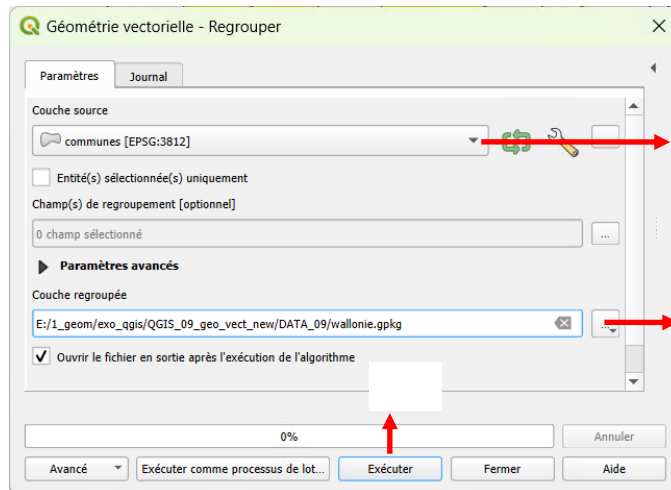 Géométrie vectorielle - Regrouper
Paramètres Journal
Couche source
communes [EPSG:3812]
Entité(s) sélectionnée(s) uniquement
Champ(s) de regroupement [optionnel]
0 champ sélectionné
...
Paramètres avancés
Couche regroupée
E:/1_geom/exo_qgis/QGIS_09_geo_vect_new/DATA_09/wallonie.gpkg
...
Ouvrir le fichier en sortie après l'exécution de l'algorithme
0%
Annuler
Avancé Exécuter comme processus de lot... Exécuter Fermer Aide